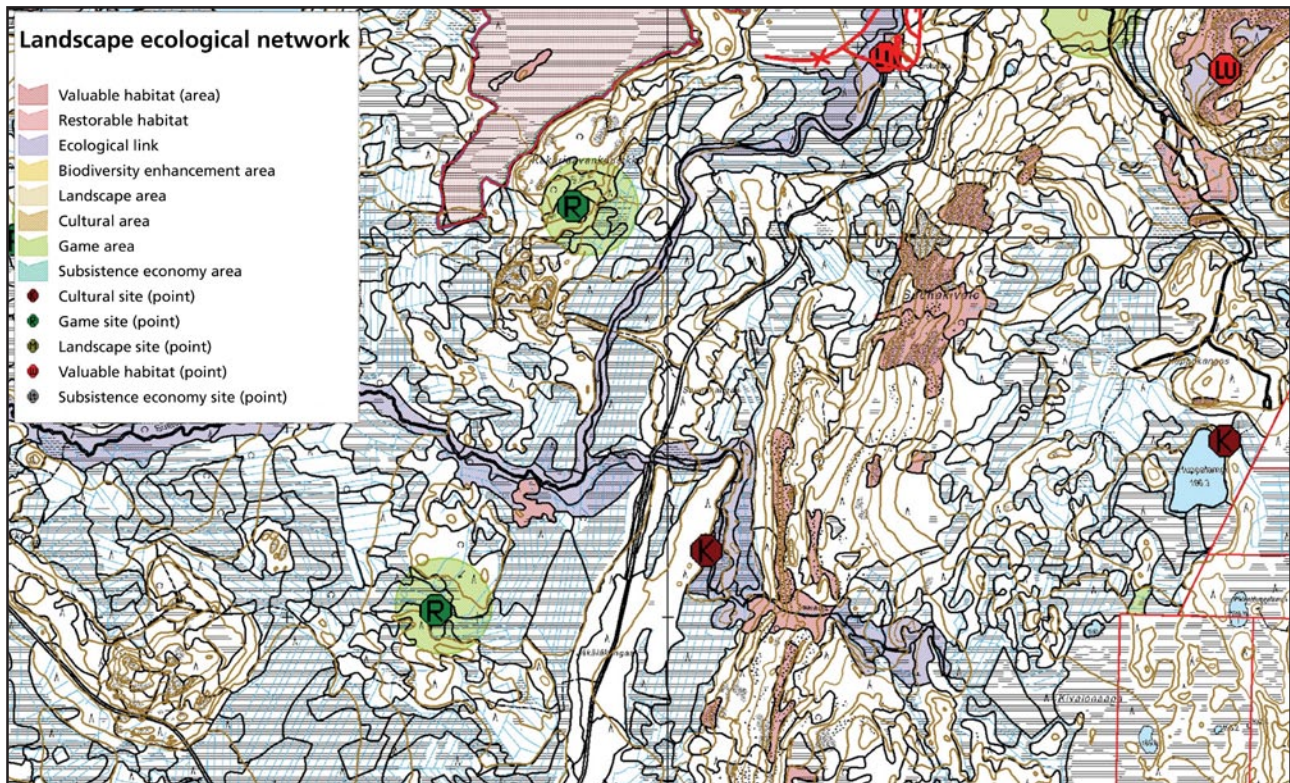 Landscape ecological network
Valuable habitat (area)
Restorable habitat
Ecological link
Biodiversity enhancement area
Landscape area
Cultural area
Game area
Subsistence economy area
Cultural site (point)
Game site (point)
Landscape site (point)
Valuable habitat (point)
Subsistence economy site (point)
LU
R
K
K
R
Kivalonaapa